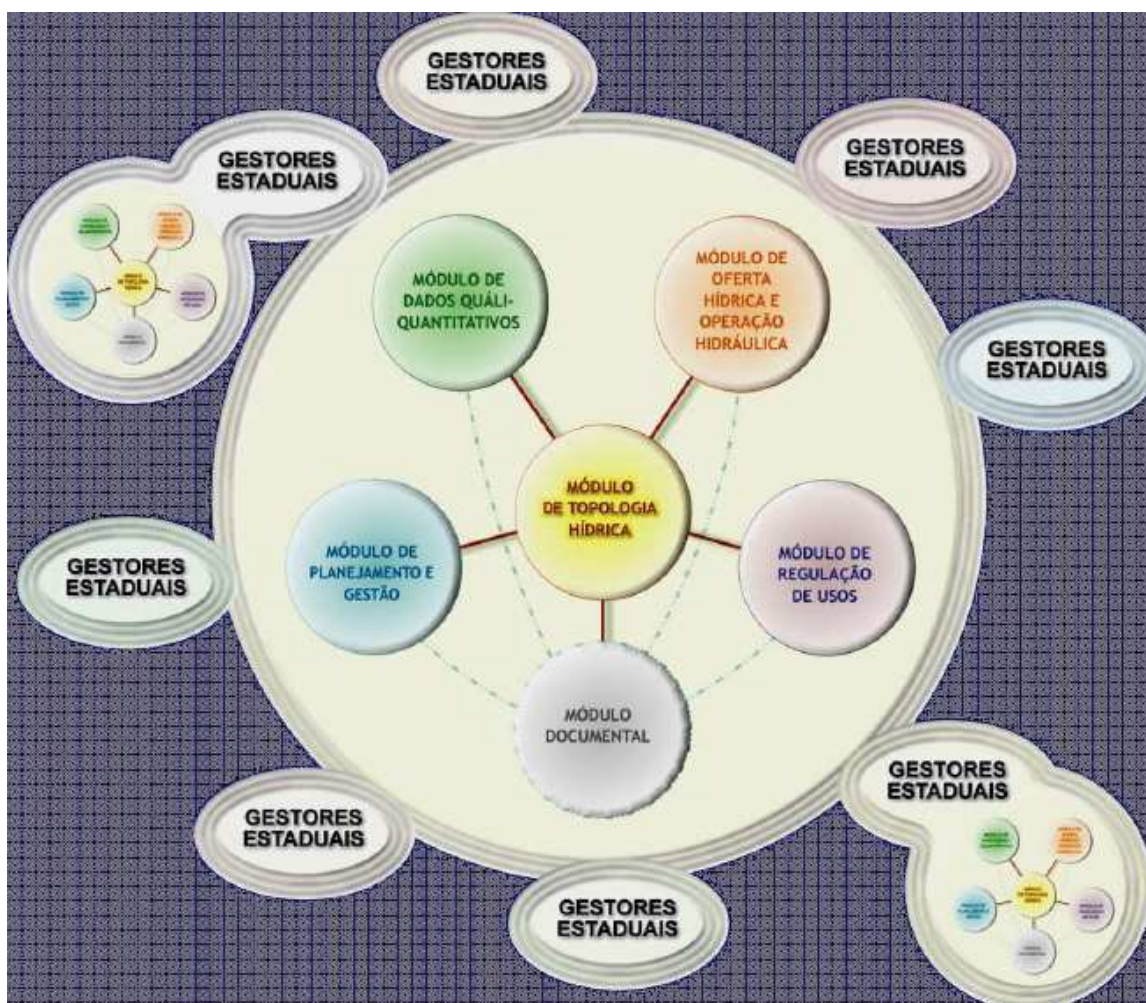 GESTORES
ESTADUAIS
GESTORES
ESTADUAIS
GESTORES
ESTADUAIS
MÓDULO DE
DADOS QUÁLI-
QUANTITATIVOS
MÓDULO DE
OFERTA
HÍDRICA E
OPERAÇÃO
HIDRÁULICA
GESTORES
ESTADUAIS
MÓDULO
DE TOPOLOGIA
HÍDRICA
MÓDULO DE
PLANEJAMENTO E
GESTÃO
MÓDULO DE
REGULAÇÃO
DE USOS
GESTORES
ESTADUAIS
MÓDULO
DOCUMENTAL
GESTORES
ESTADUAIS
GESTORES
ESTADUAIS
GESTORES
ESTADUAIS